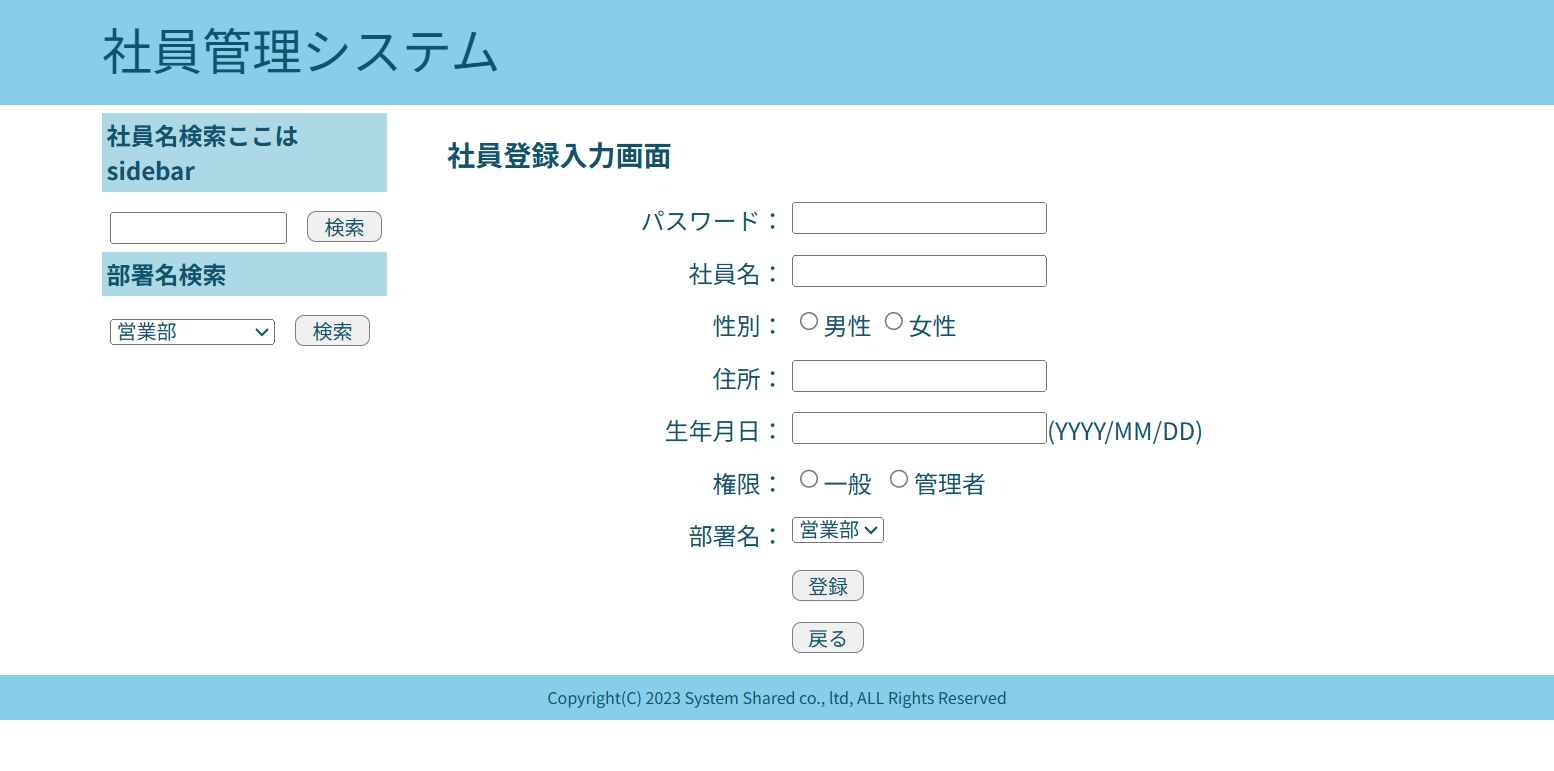 社員管理システム
社員名検索ここは
sidebar
検索
部署名検索
営業部 検索
社員登録入力画面
パスワード：
社員名：
性別： 男性 女性
住所：
生年月日： (YYYY/MM/DD)
権限： 一般 管理者
部署名： 営業部
登録
戻る
Copyright(C) 2023 System Shared co., ltd, ALL Rights Reserved